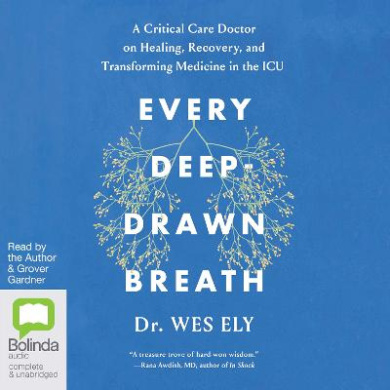 A Critical Care Doctor
on Healing, Recovery, and
Transforming Medicine in the ICU
EVERY
DEEP-
DRAWN
BREATH
Dr. WES ELY
"A treasure trove of hard won wisdom."
—Rana Awdish, MD, author of In Shock
Read by
the Author
& Grover
Gardner
Bolinda
audio
complete
& unabridged